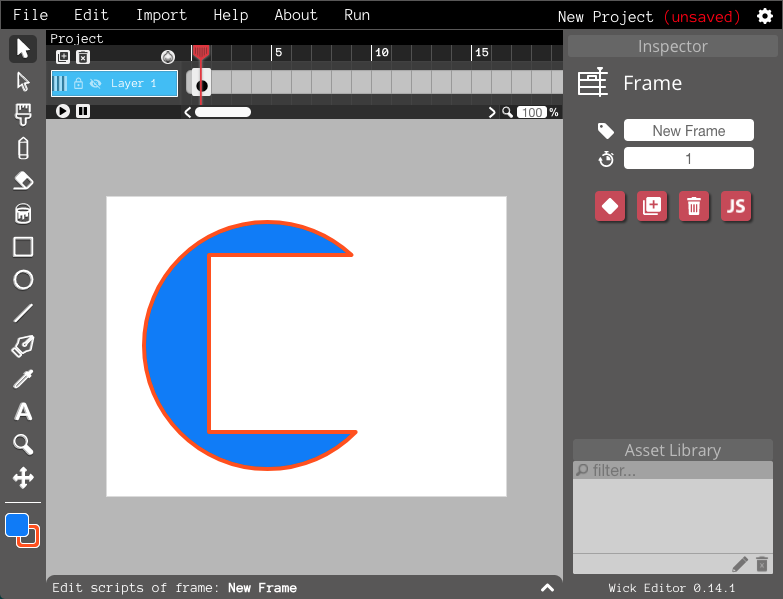 File Edit Import Help About Run New Project (unsaved)
Project
Inspector
5 10 15
Layer 1
Frame
100 %
New Frame
1
JS
A
Asset Library
filter...
Edit scripts of frame: New Frame
Wick Editor 0.14.1